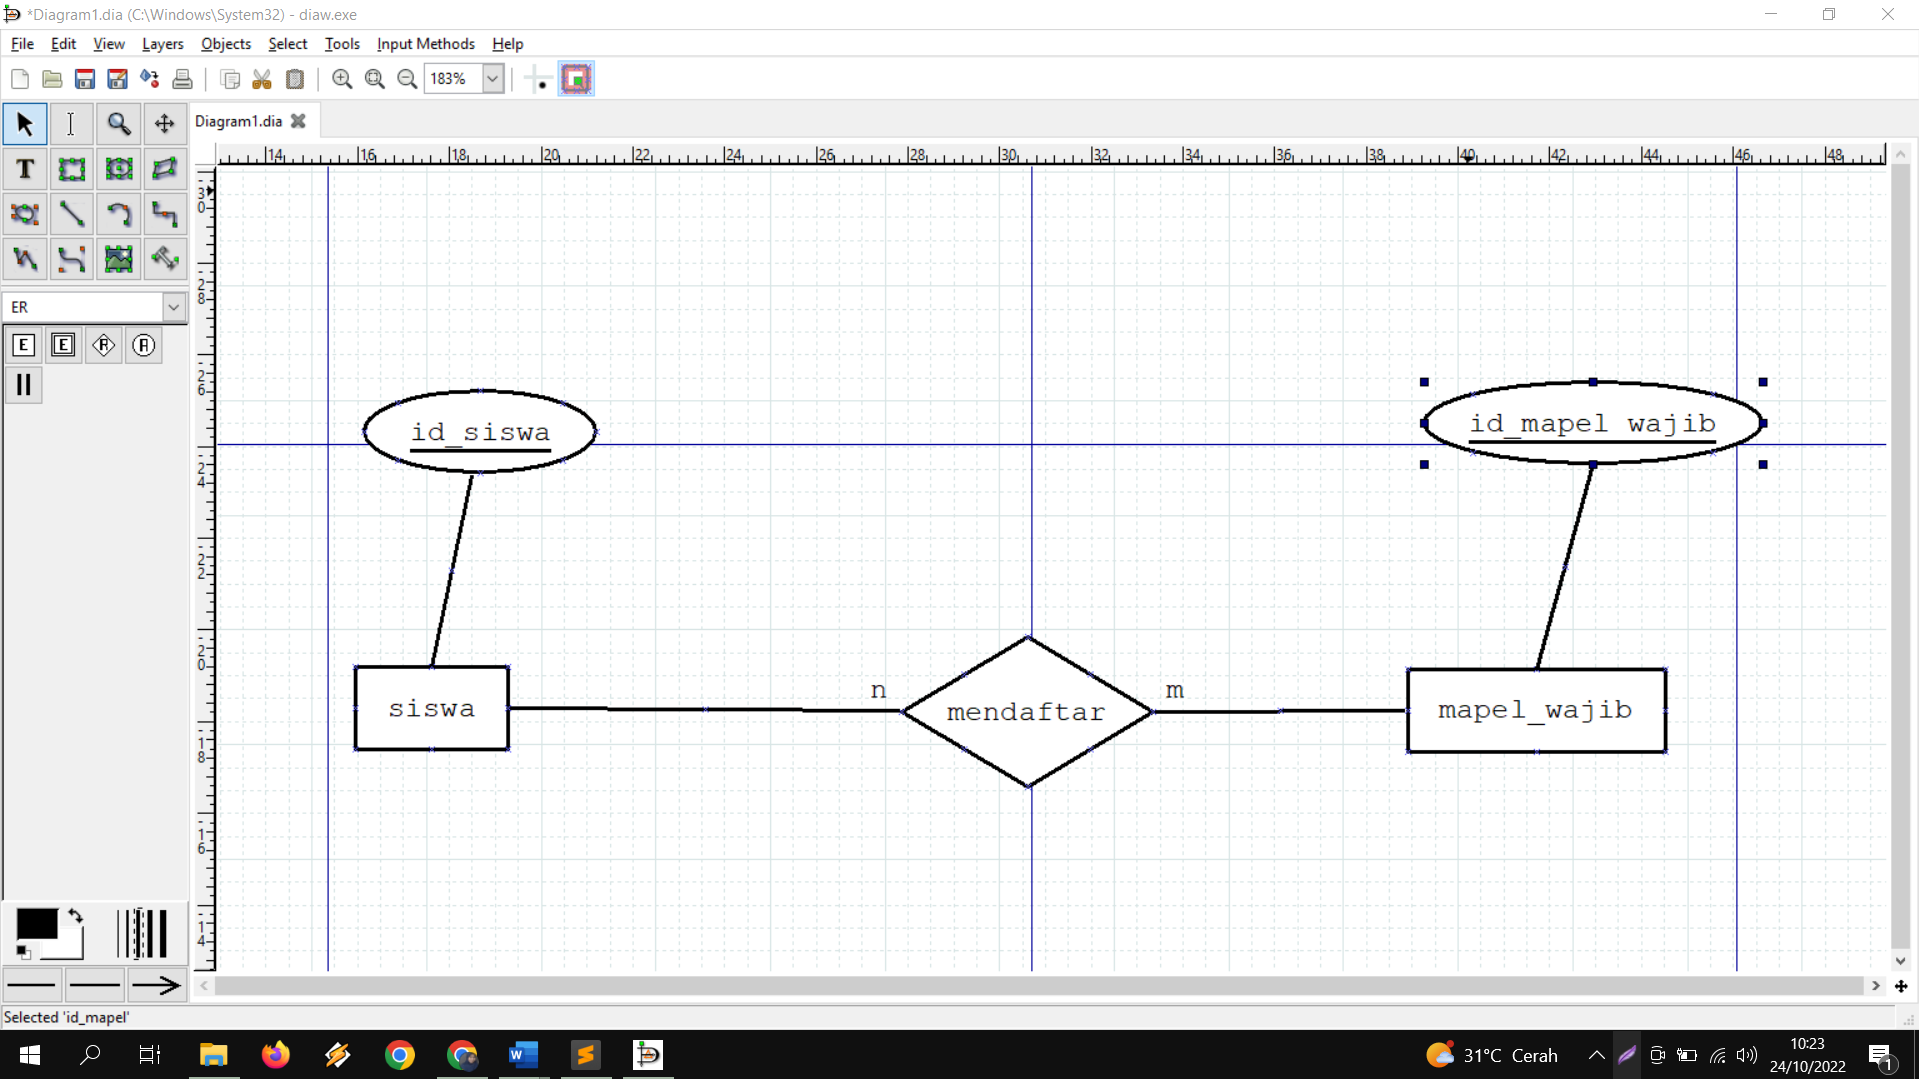 *Diagram1.dia (C:\Windows\System32) - diaw.exe
File Edit View Layers Objects Select Tools Input Methods Help
183%
Diagram1.dia
14 16 18 20 22 24 26 28 30 32 34 36 38 40 42 44 46 48
T
ER
E E R A
-30
-28
-26
-24
-22
-20
-18
-16
-14
id_siswa
id_mapel wajib
n
m
siswa
mendaftar
mapel_wajib
Selected 'id_mapel'
31°C Cerah
10:23
24/10/2022
1